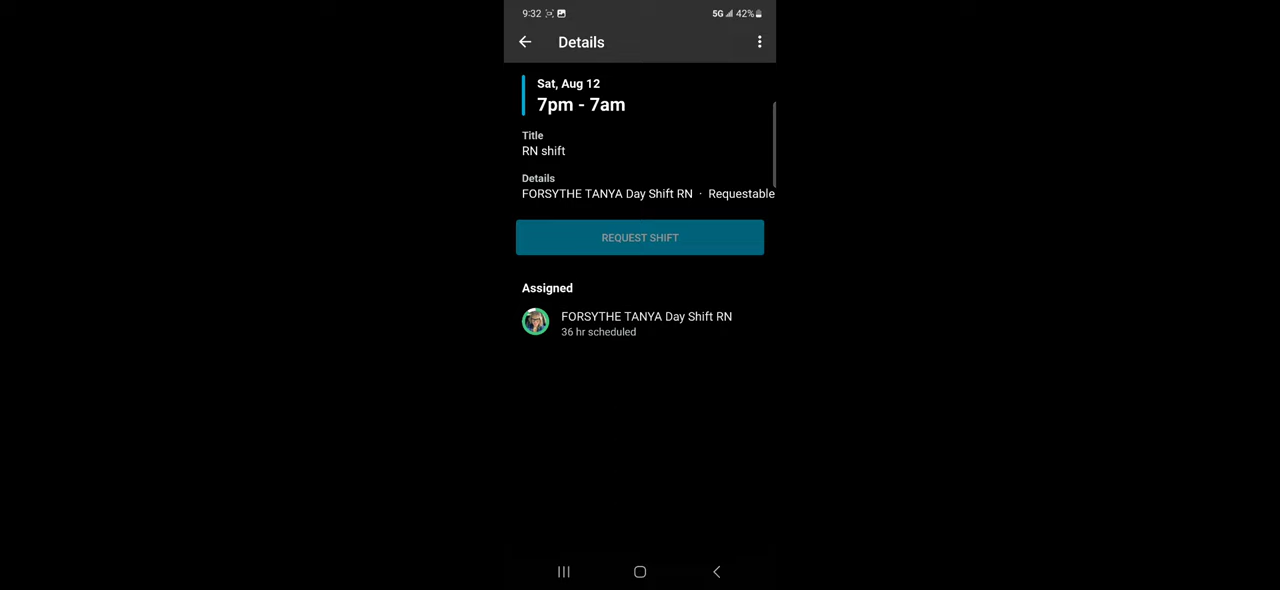 9:32 5G 42%
Details
Sat, Aug 12
7pm - 7am
Title
RN shift
Details
FORSYTHE TANYA Day Shift RN · Requestable
REQUEST SHIFT
Assigned
FORSYTHE TANYA Day Shift RN
36 hr scheduled